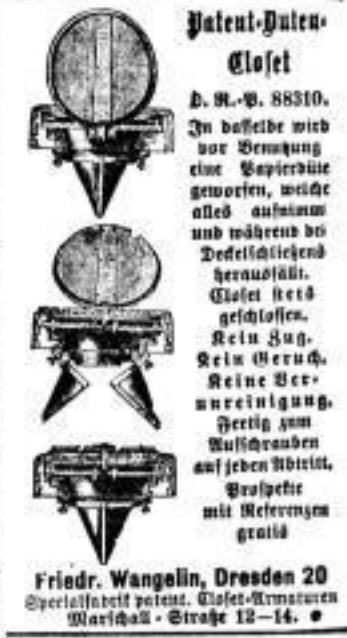 Patent-Duten-
Closet
D. R.-P. 88310.
In dasselbe wird
vor Benutzung
eine Papierdüte
geworfen, welche
alles aufnimmt
und während des
Deckelschließens
herausfällt.
Closet stets
geschlossen.
Kein Zug.
Kein Geruch.
Keine Ver-
unreinigung.
Fertig zum
Aufschrauben
auf jeden Abtritt.
Prospekte
mit Referenzen
gratis
Friedr. Wangelin, Dresden 20
Specialfabrik patent. Closet-Armaturen
Marschall-Straße 12–14.